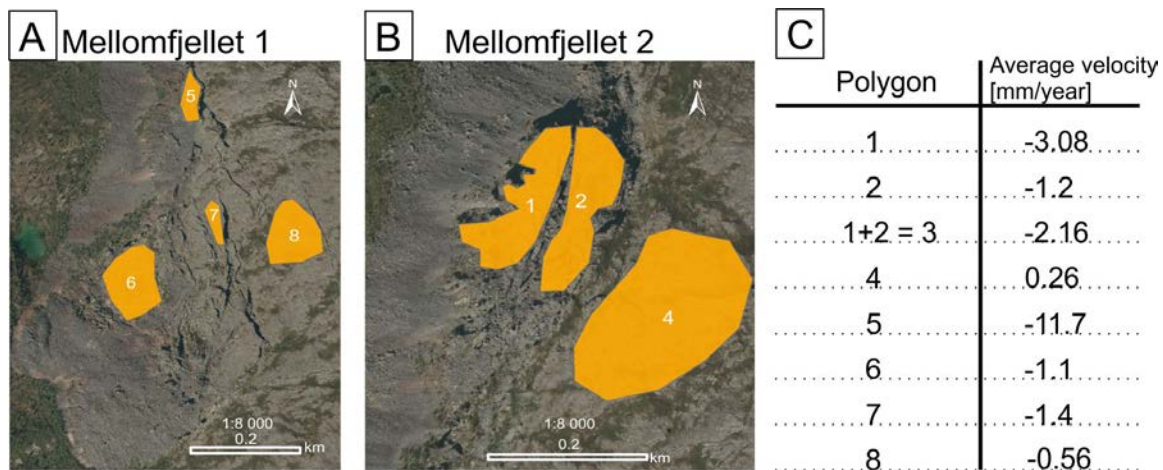 A Mellomfjellet 1
5
N
7
8
6
1:8 000
0.2
km
B Mellomfjellet 2
N
1
2
4
1:8 000
0.2
km
C
Polygon Average velocity
[mm/year]
1 -3.08
2 -1.2
1+2 = 3 -2.16
4 0.26
5 -11.7
6 -1.1
7 -1.4
8 -0.56